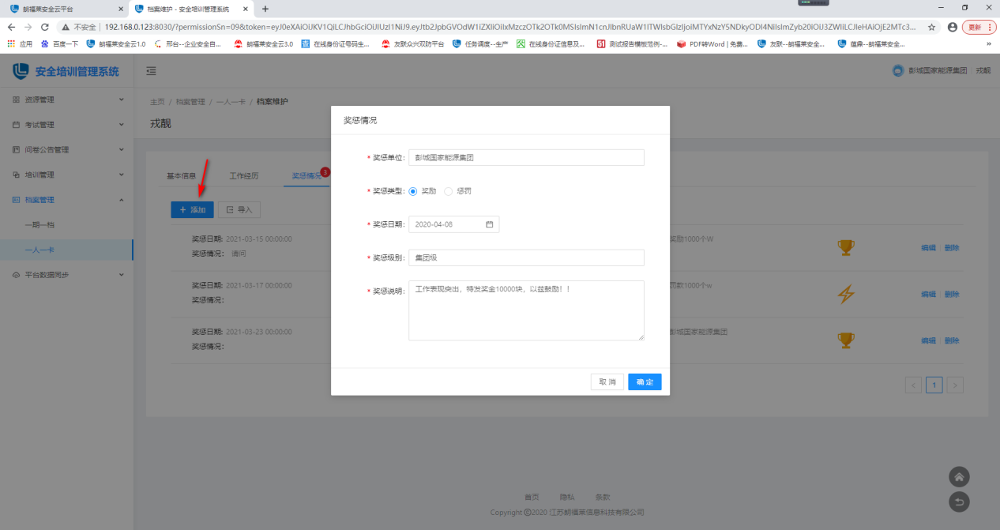 朗福莱安全云平台
档案维护 - 安全培训管理系统
不安全 192.168.0.123:8030/?permissionSn=09&token=
更新
应用
百度一下
朗福莱安全云1.0
邢台--企业安全自...
朗福莱安全云3.0
在线身份证号码生...
友联众兴双防平台
任务调度--生产
在线身份证信息及...
测试报告模板范例-...
PDF转Word | 免费...
友联--朗福莱安全...
蕴鼎--朗福莱安全...
安全培训管理系统
彭城国家能源集团 戎靓
资源管理
考试管理
问卷公告管理
培训管理
档案管理
一期一档
一人一卡
平台数据同步
主页 / 档案管理 / 一人一卡 / 档案维护
戎靓
基本信息
工作经历
奖惩情况 3
+ 添加
导入
奖惩日期: 2021-03-15 00:00:00
奖惩情况: 请问
奖励1000个W
编辑 删除
奖惩日期: 2021-03-17 00:00:00
奖惩情况:
罚款1000个w
编辑 删除
奖惩日期: 2021-03-23 00:00:00
奖惩情况:
彭城国家能源集团
编辑 删除
< 1 >
奖惩情况
* 奖惩单位: 彭城国家能源集团
* 奖惩类型: 奖励 惩罚
* 奖惩日期: 2020-04-08
* 奖惩级别: 集团级
* 奖惩说明: 工作表现突出，特发奖金10000块，以兹鼓励！！
取 消
确 定
首页 隐私 条款
Copyright ©2020 江苏朗福莱信息科技有限公司